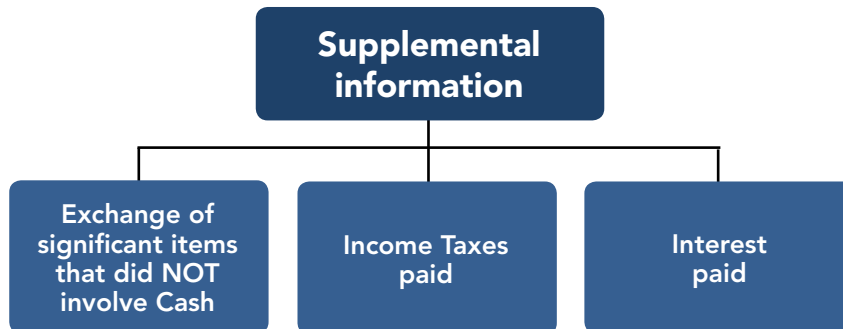 Supplemental
information
Exchange of
significant items
that did NOT
involve Cash
Income Taxes
paid
Interest
paid